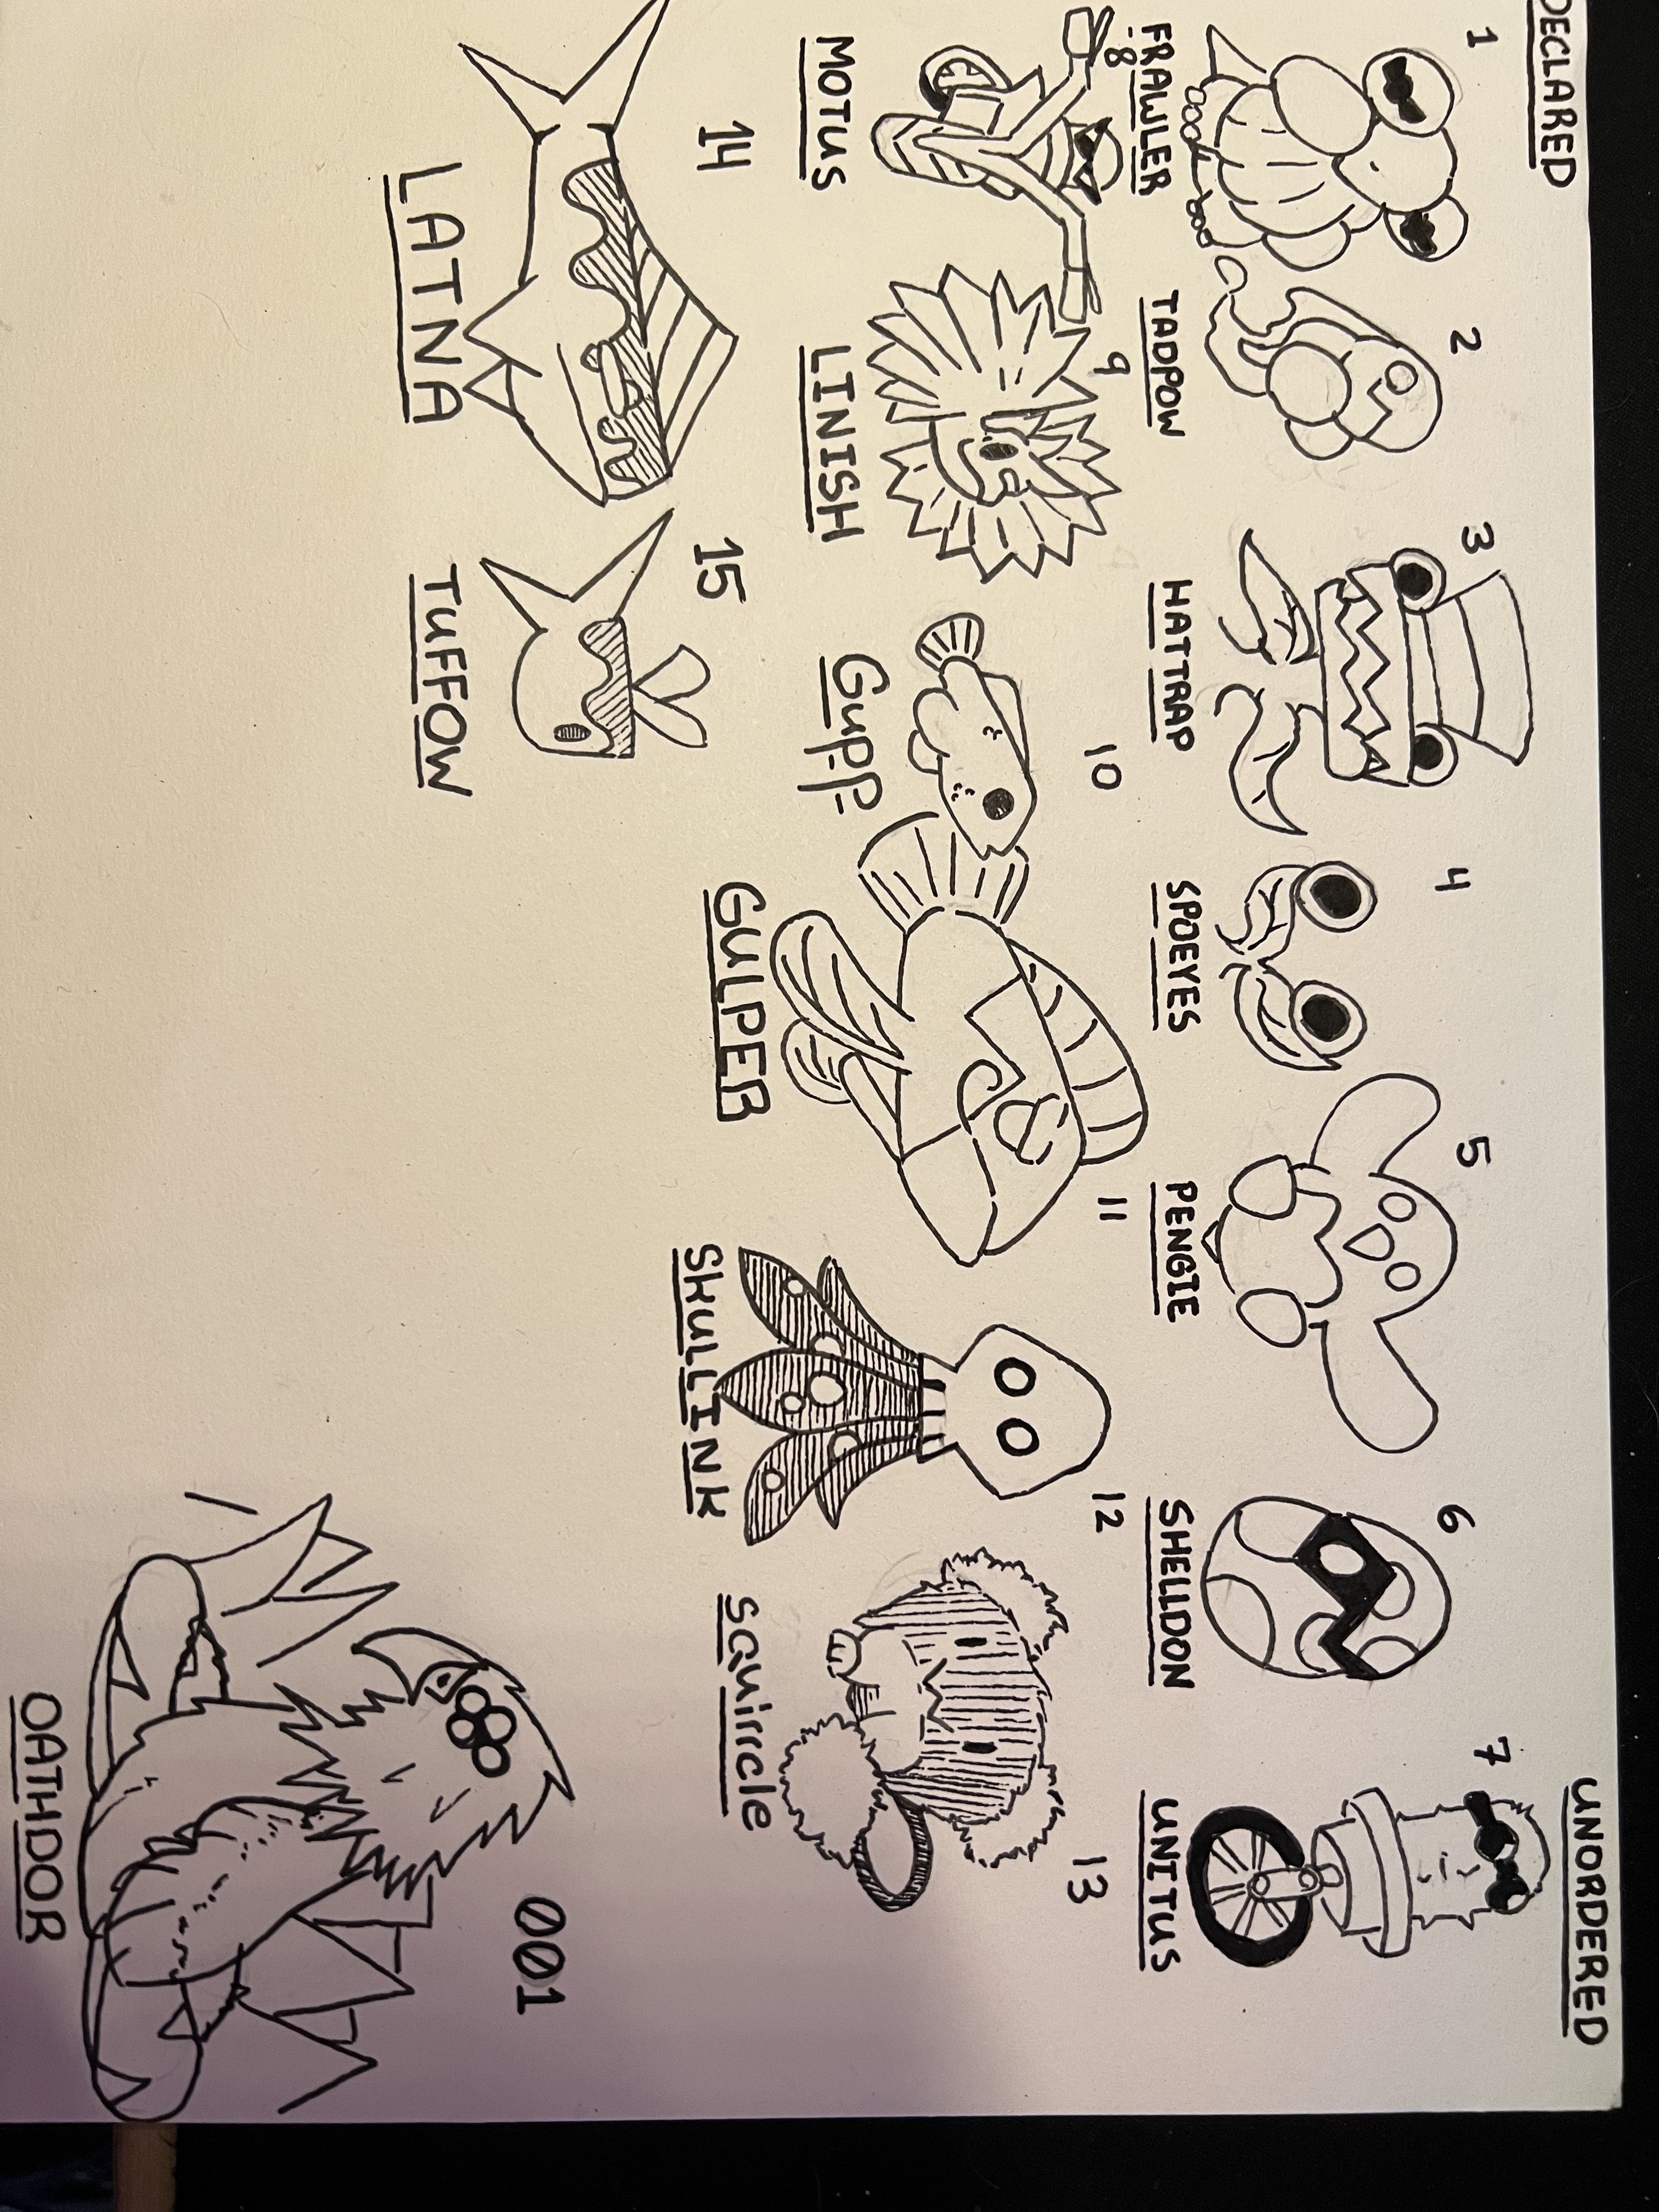 DECLARED
UNORDERED
1
2
3
4
5
6
7
FRAWLER
TADPOW
HATTRAP
SPOEYES
PENGIE
SHELLDON
UNITUS
8
9
10
11
12
13
MOTUS
LINISH
Gupp
GULPER
SKULLINK
squirrcle
14
15
LATNA
TUFFOW
001
OATHDOR